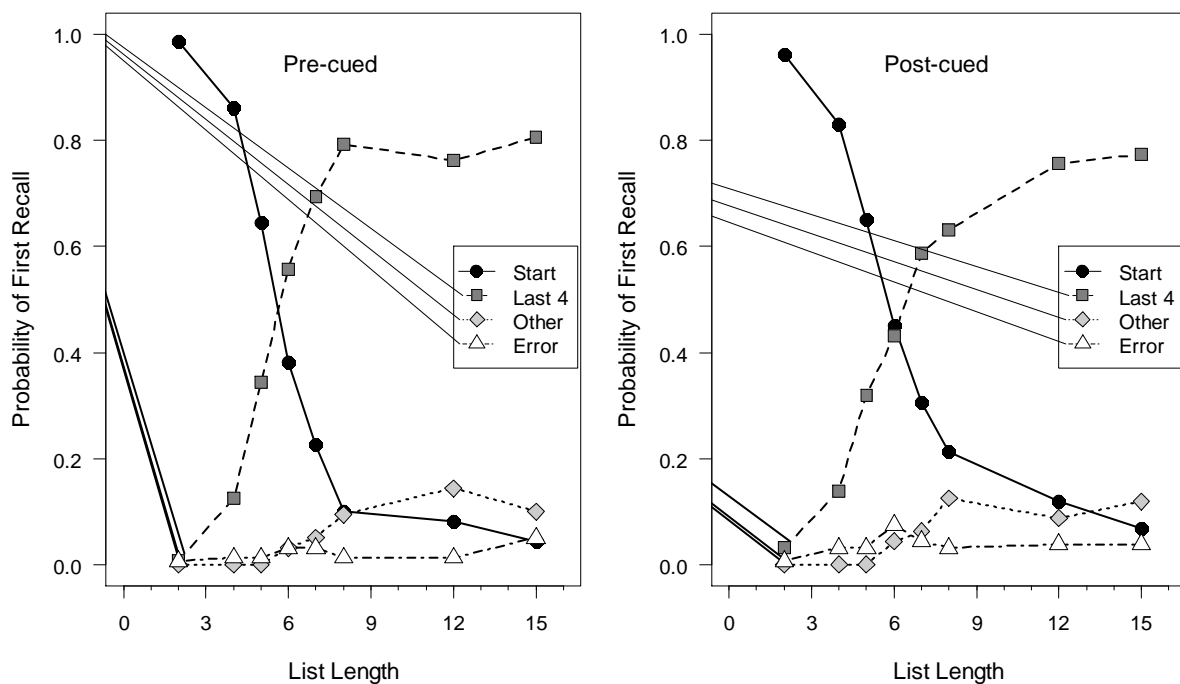 Pre-cued
Probability of First Recall
1.0
0.8
0.6
0.4
0.2
0.0
Start
Last 4
Other
Error
0 3 6 9 12 15
List Length
Post-cued
Probability of First Recall
1.0
0.8
0.6
0.4
0.2
0.0
Start
Last 4
Other
Error
0 3 6 9 12 15
List Length